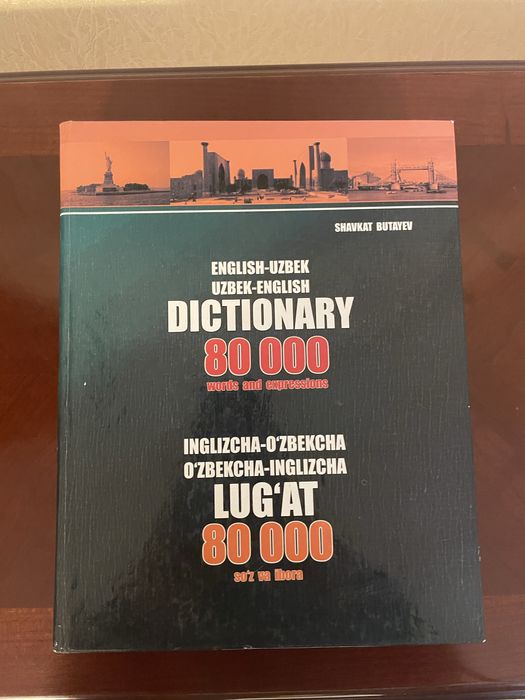 SHAVKAT BUTAYEV
ENGLISH-UZBEK
UZBEK-ENGLISH
DICTIONARY
80 000
words and expressions
INGLIZCHA-O‘ZBEKCHA
O‘ZBEKCHA-INGLIZCHA
LUG‘AT
80 000
so‘z va ibora